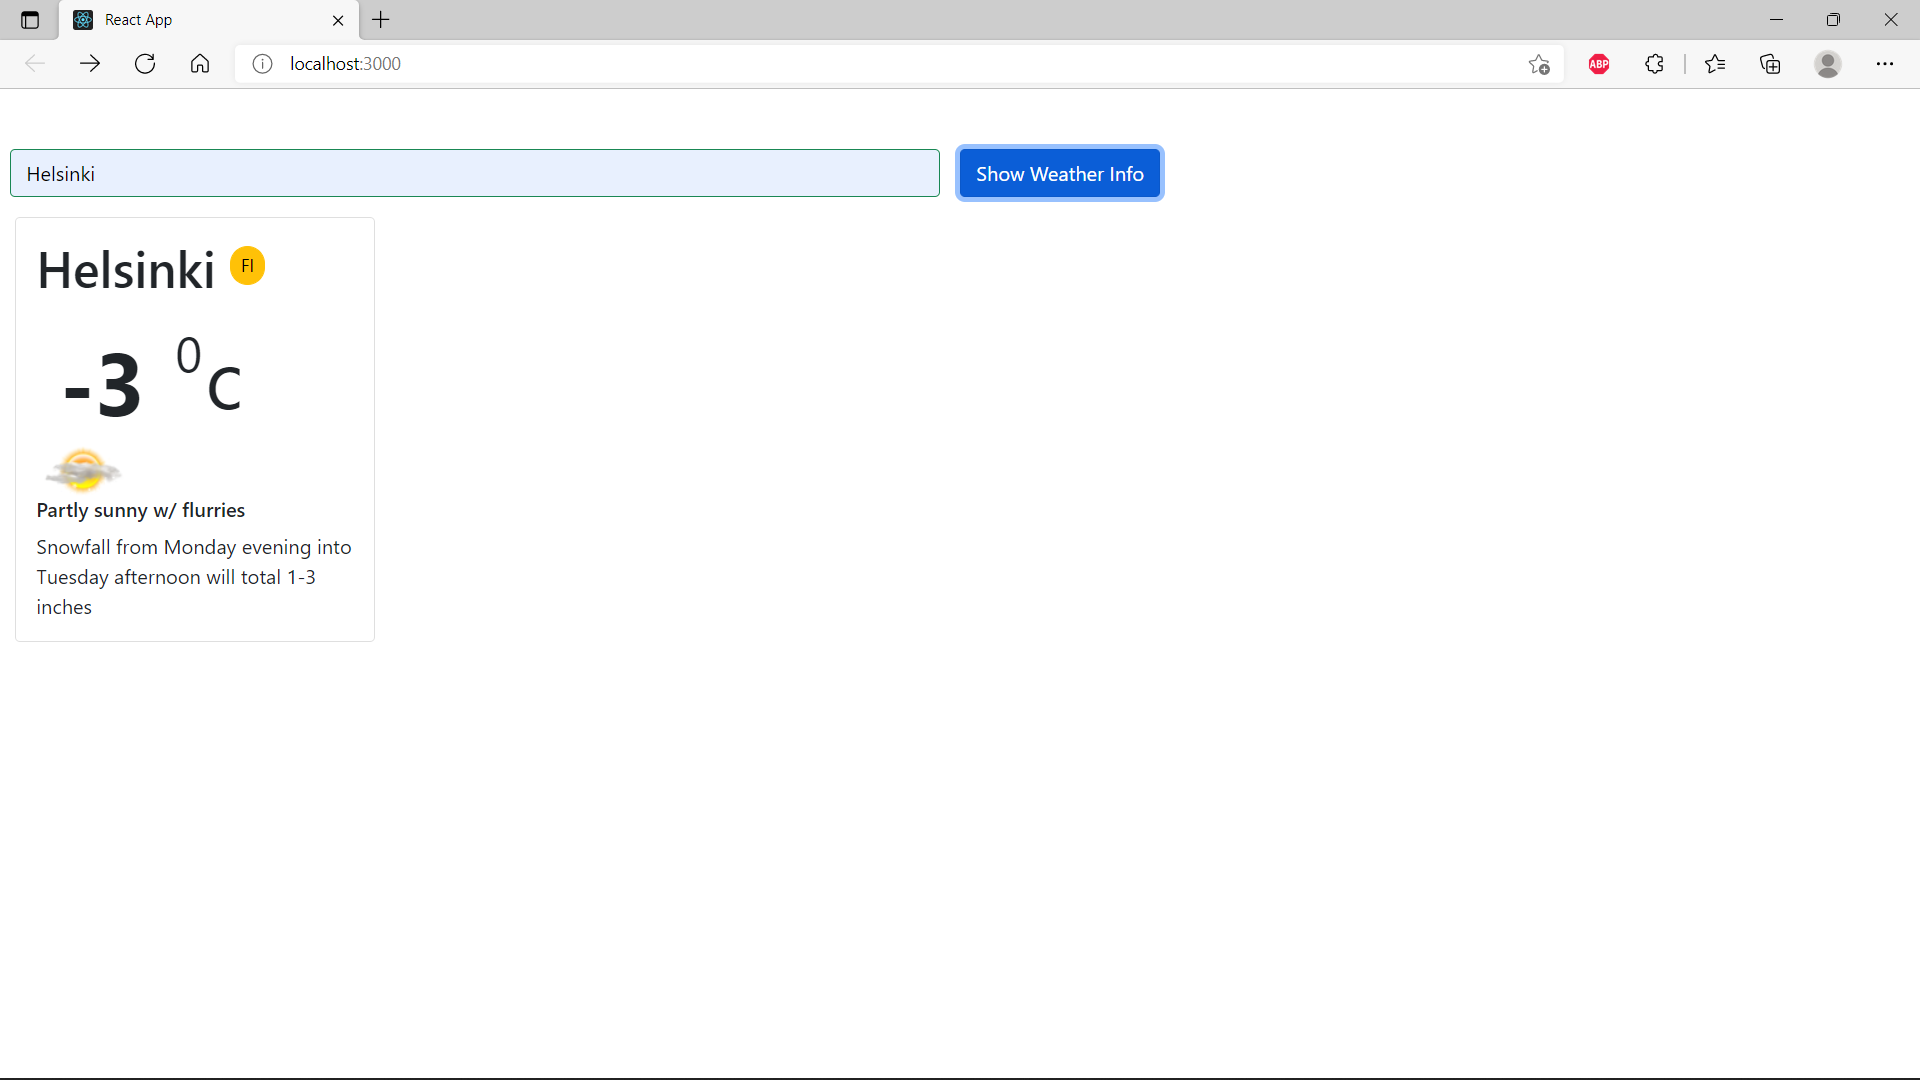 React App
localhost:3000
ABP
Helsinki
Show Weather Info
Helsinki FI
-3 0C
Partly sunny w/ flurries
Snowfall from Monday evening into
Tuesday afternoon will total 1-3
inches